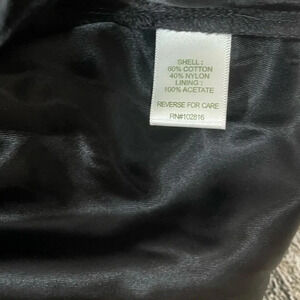 SHELL :
60% COTTON
40% NYLON
LINING :
100% ACETATE
REVERSE FOR CARE
RN#102816